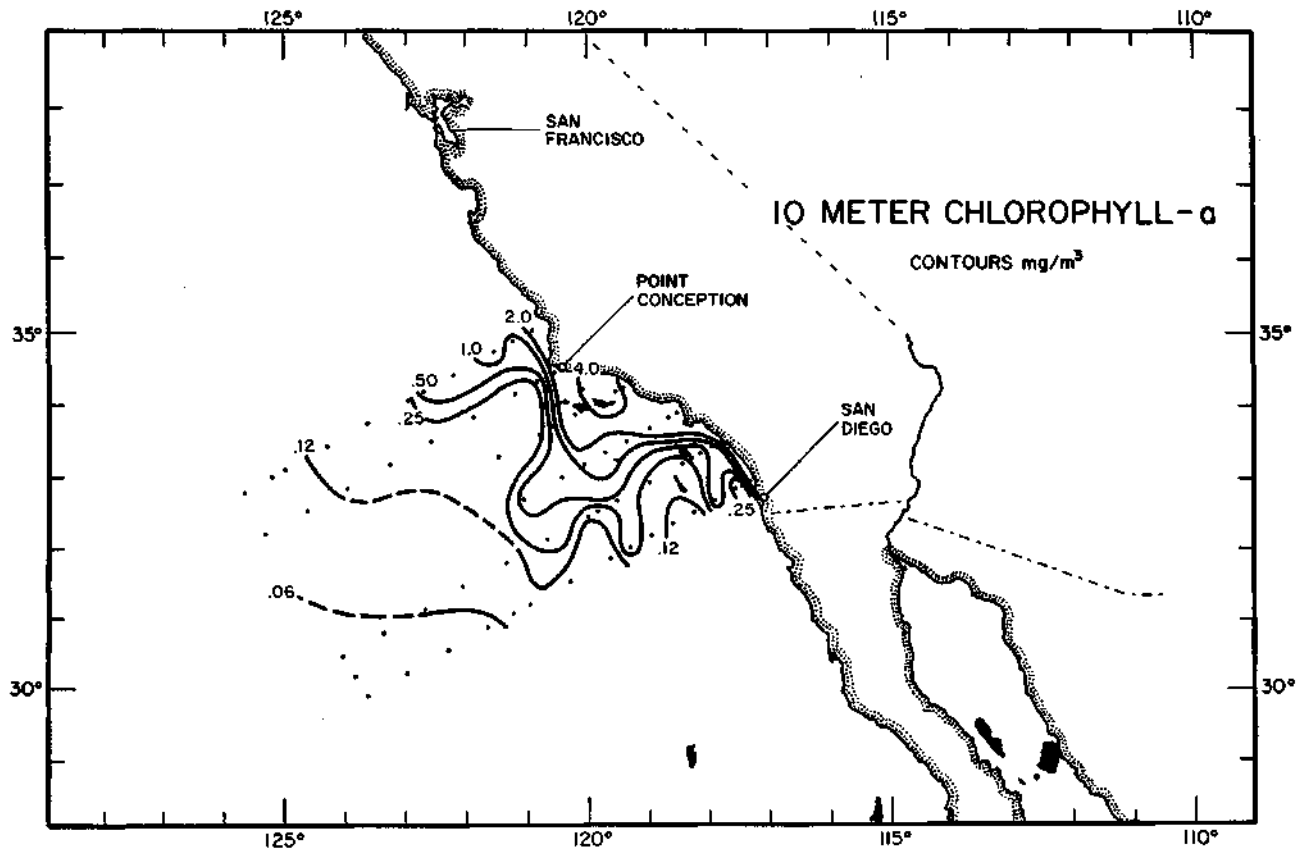 125°
120°
115°
110°
SAN
FRANCISCO
10 METER CHLOROPHYLL-a
CONTOURS mg/m³
POINT
CONCEPTION
35°
35°
2.0
1.0
4.0
.50
.25
SAN
DIEGO
.12
.25
.12
.06
30°
30°
125°
120°
115°
110°